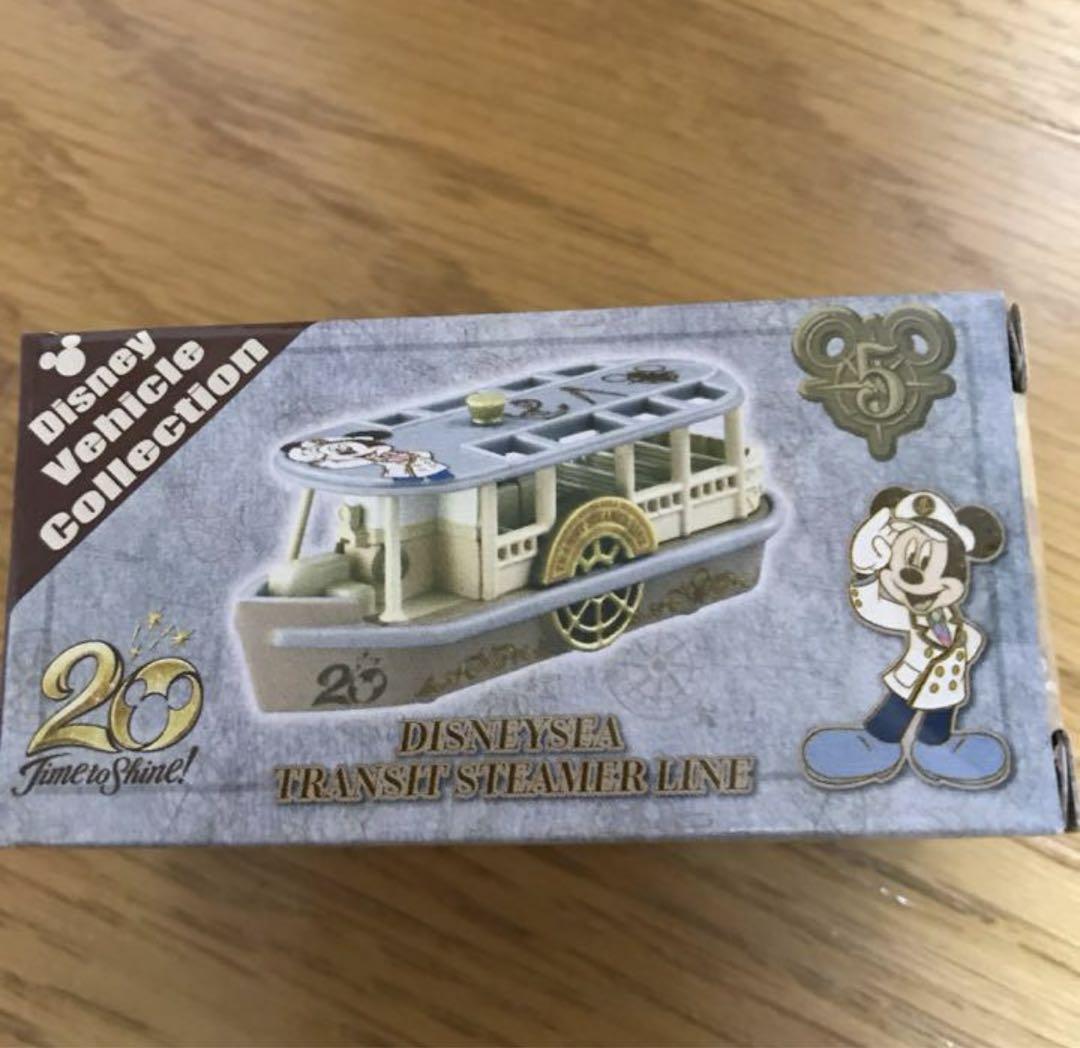 Disney
Vehicle
Collection
5
20
DISNEYSEA
TRANSIT STEAMER LINE
20
Time to Shine!